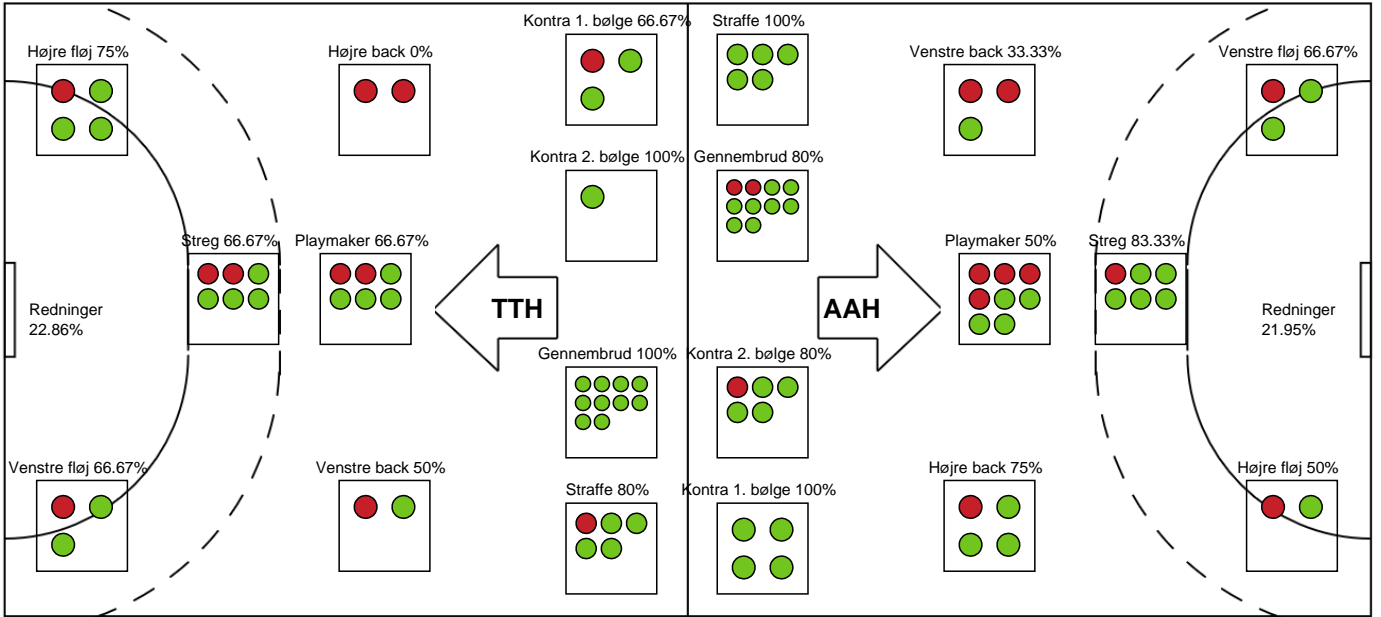 Kontra 1. bølge 66.67%
Straffe 100%
Højre fløj 75%
Højre back 0%
Venstre back 33.33%
Venstre fløj 66.67%
Kontra 2. bølge 100%
Gennembrud 80%
Streg 66.67%
Playmaker 66.67%
Playmaker 50%
Streg 83.33%
Redninger
22.86%
TTH
AAH
Redninger
21.95%
Gennembrud 100%
Kontra 2. bølge 80%
Venstre fløj 66.67%
Venstre back 50%
Højre back 75%
Højre fløj 50%
Straffe 80%
Kontra 1. bølge 100%